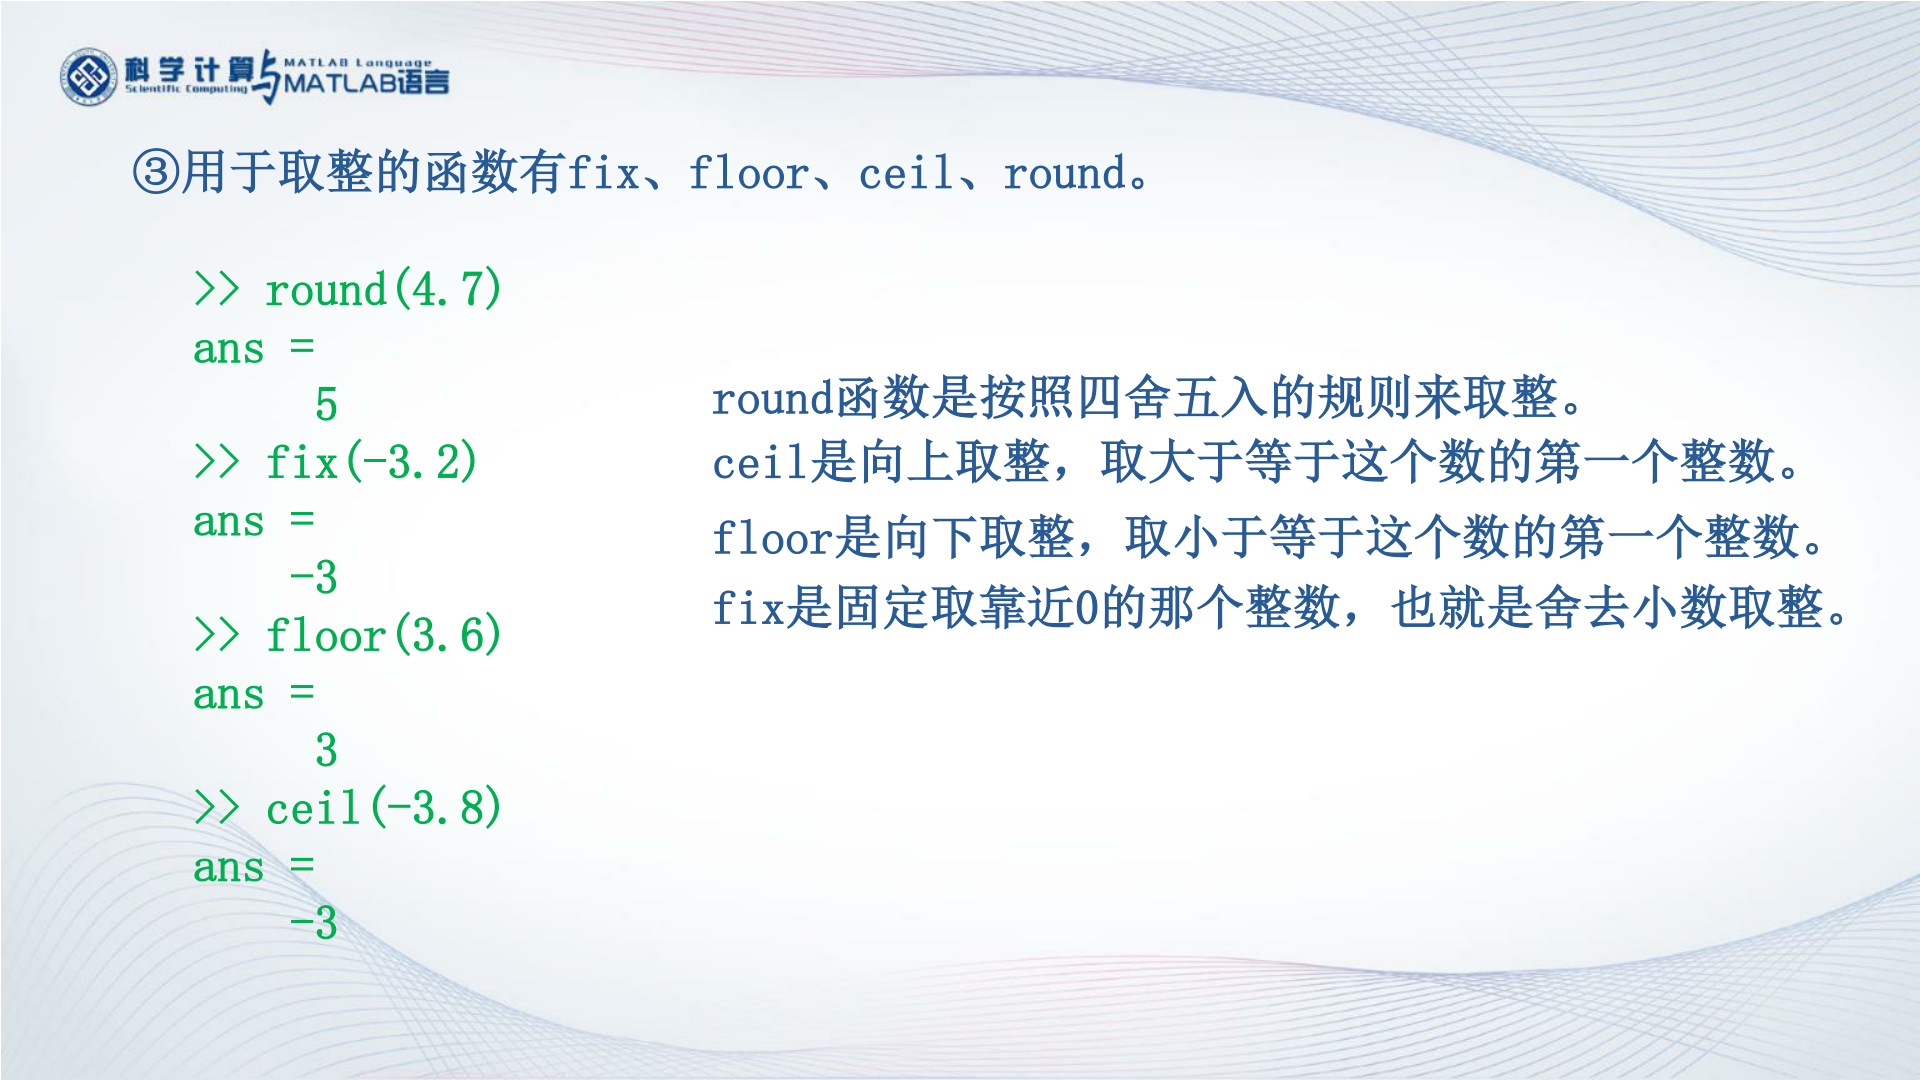 科学计算与MATLAB语言
Scientific Computing MATLAB Language
③用于取整的函数有fix、floor、ceil、round。
>> round(4.7)
ans =
5
>> fix(-3.2)
ans =
-3
>> floor(3.6)
ans =
3
>> ceil(-3.8)
ans =
-3
round函数是按照四舍五入的规则来取整。
ceil是向上取整，取大于等于这个数的第一个整数。
floor是向下取整，取小于等于这个数的第一个整数。
fix是固定取靠近0的那个整数，也就是舍去小数取整。